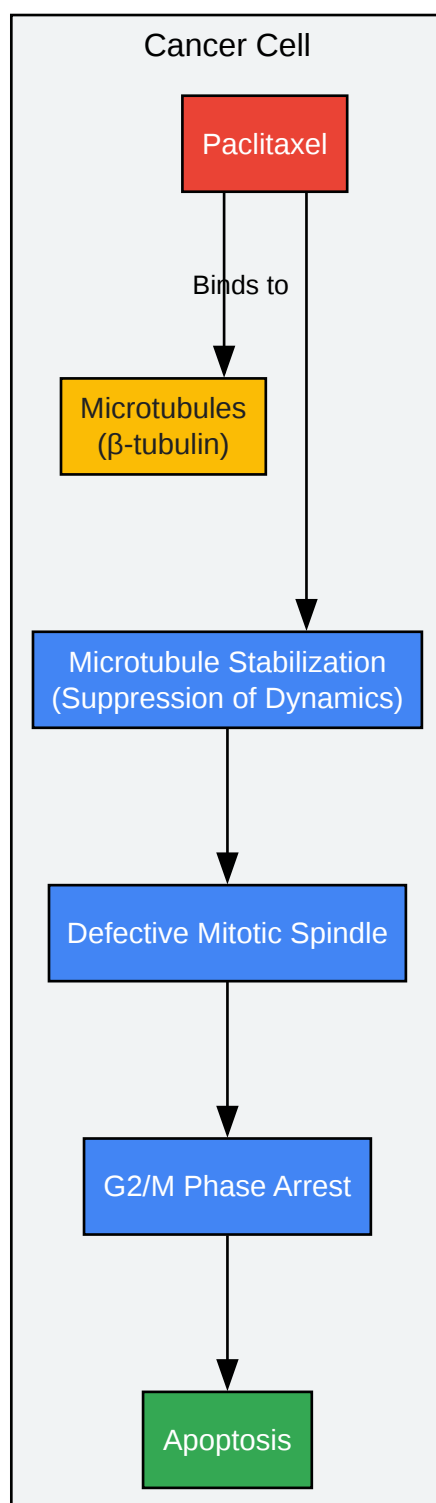 Cancer Cell
Paclitaxel
Binds to
Microtubules
(β-tubulin)
Microtubule Stabilization
(Suppression of Dynamics)
Defective Mitotic Spindle
G2/M Phase Arrest
Apoptosis